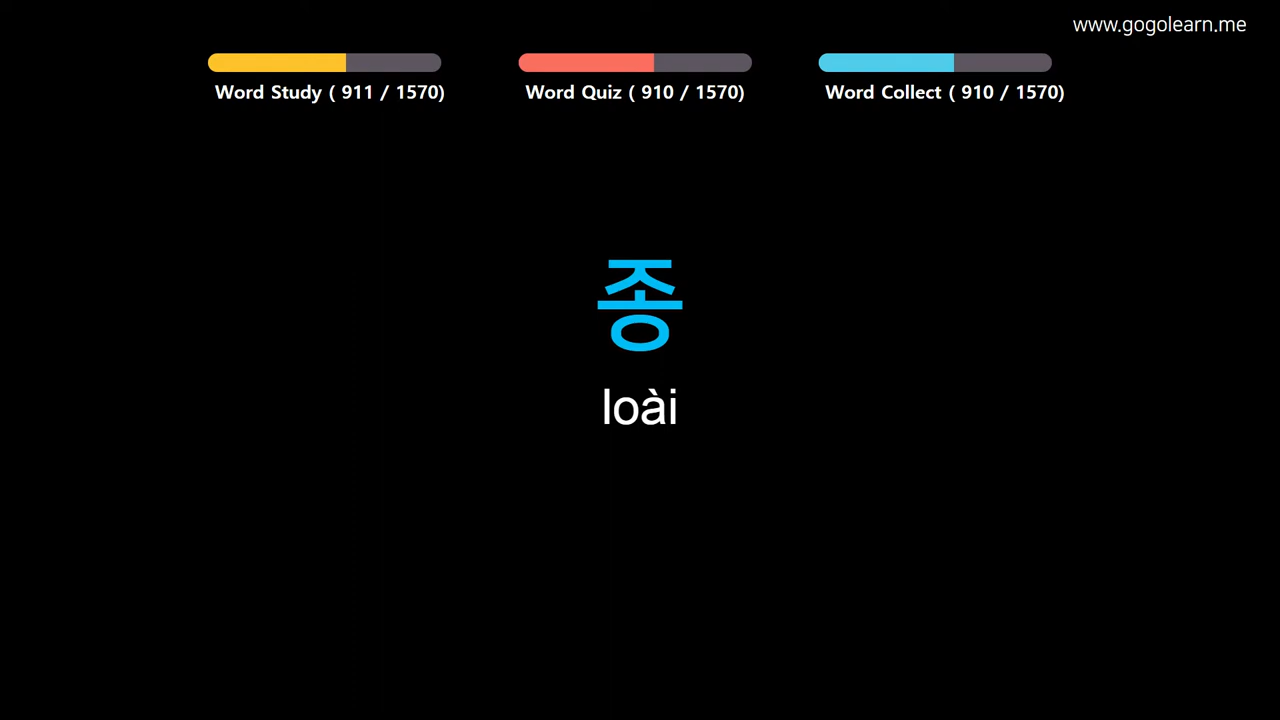 www.gogolearn.me
Word Study ( 911 / 1570)
Word Quiz ( 910 / 1570)
Word Collect ( 910 / 1570)
종
loài